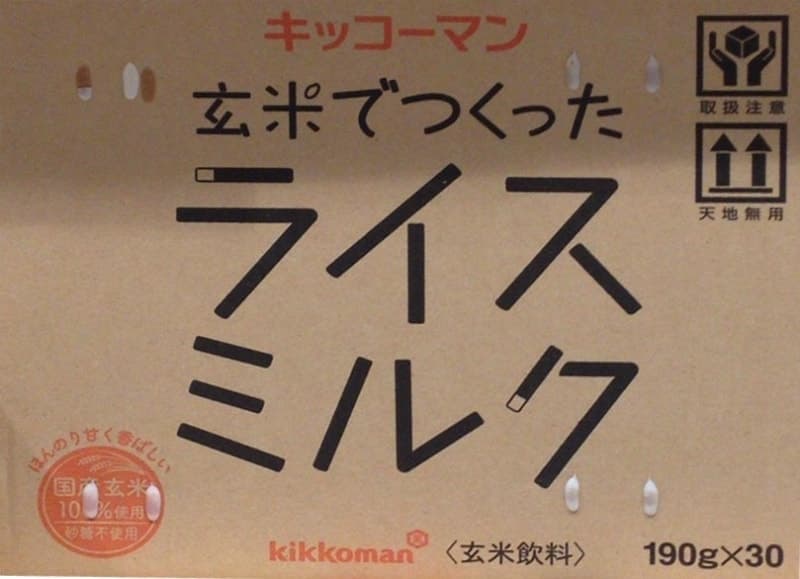 キッコーマン
玄米でつくった
ライス
ミルク
取扱注意
天地無用
ほんのり甘く香ばしい
国産玄米
100%使用
砂糖不使用
kikkoman 〈玄米飲料〉 190g×30